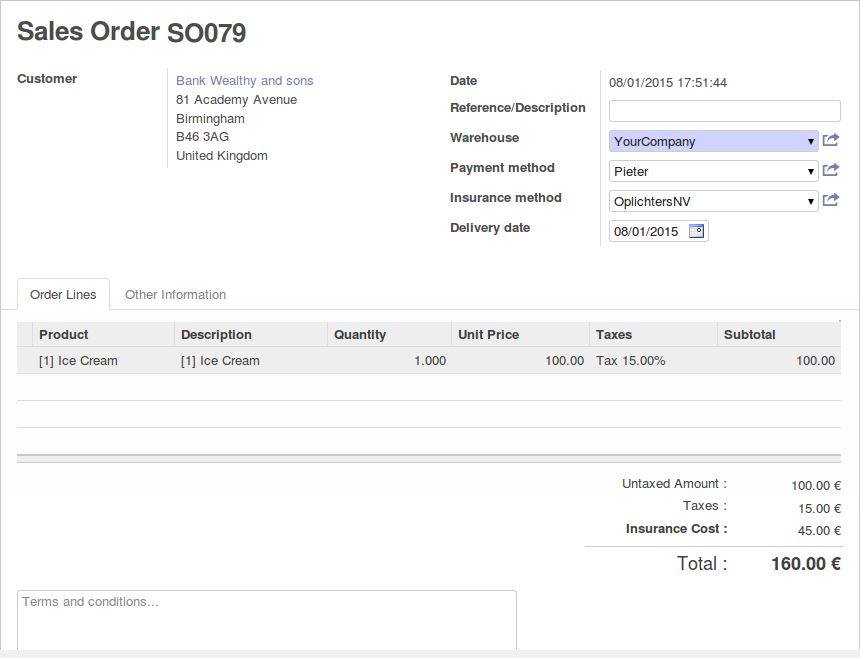 Sales Order SO079
Customer
Bank Wealthy and sons
81 Academy Avenue
Birmingham
B46 3AG
United Kingdom
Date 08/01/2015 17:51:44
Reference/Description
Warehouse YourCompany
Payment method Pieter
Insurance method OplichtersNV
Delivery date 08/01/2015
Order Lines Other Information
Product Description Quantity Unit Price Taxes Subtotal
[1] Ice Cream [1] Ice Cream 1.000 100.00 Tax 15.00% 100.00
Untaxed Amount : 100.00 €
Taxes : 15.00 €
Insurance Cost : 45.00 €
Total : 160.00 €
Terms and conditions...